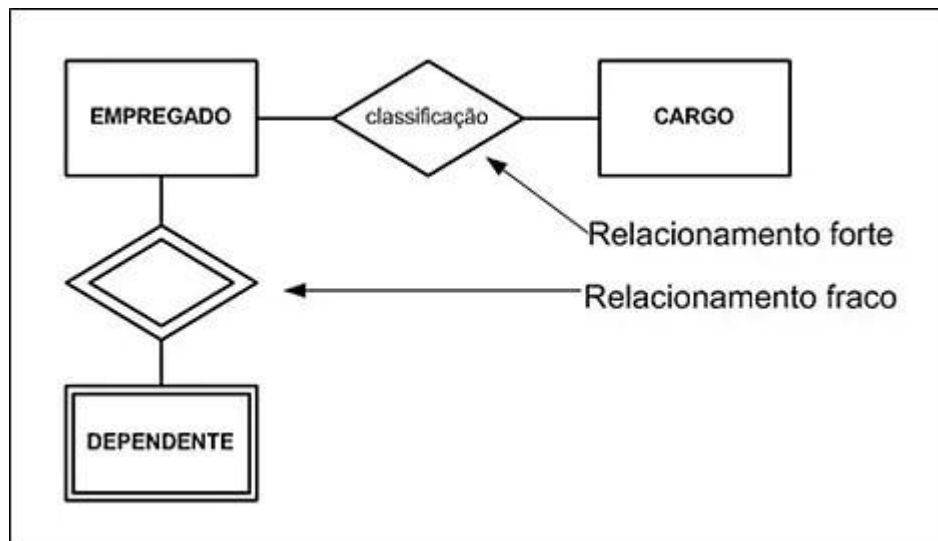 EMPREGADO
classificação
CARGO
Relacionamento forte
Relacionamento fraco
DEPENDENTE